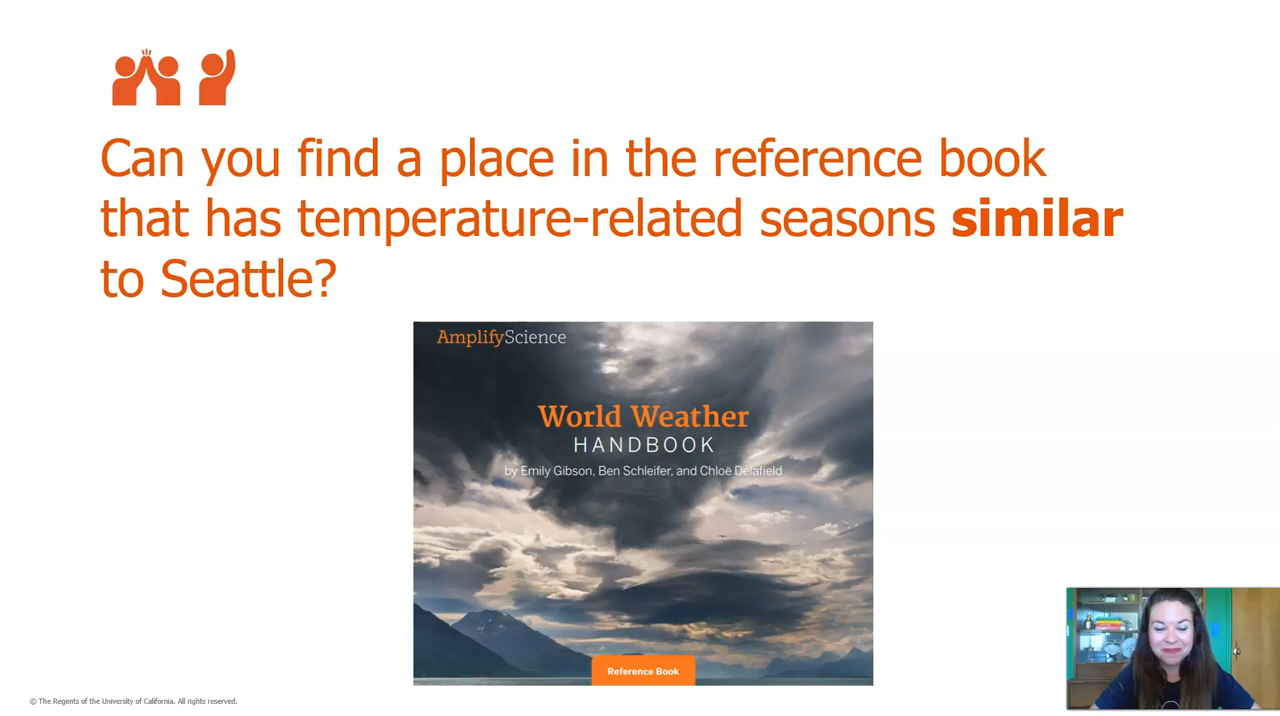 Can you find a place in the reference book
that has temperature-related seasons similar
to Seattle?
AmplifyScience
World Weather
HANDBOOK
by Emily Gibson, Ben Schleifer, and Chloë Delafield
Reference Book
© The Regents of the University of California. All rights reserved.